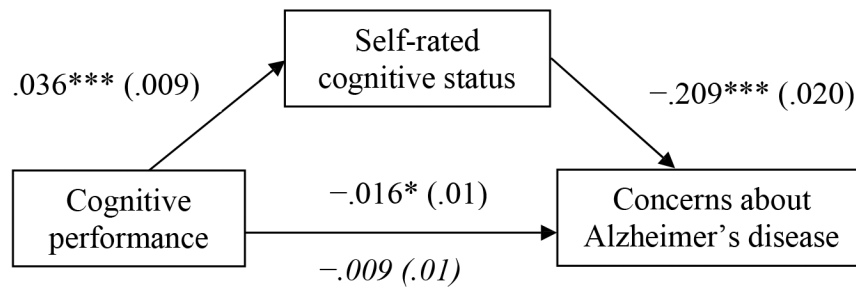 Self-rated
cognitive status
.036*** (.009)
−.209*** (.020)
Cognitive
performance
−.016* (.01)
−.009 (.01)
Concerns about
Alzheimer’s disease